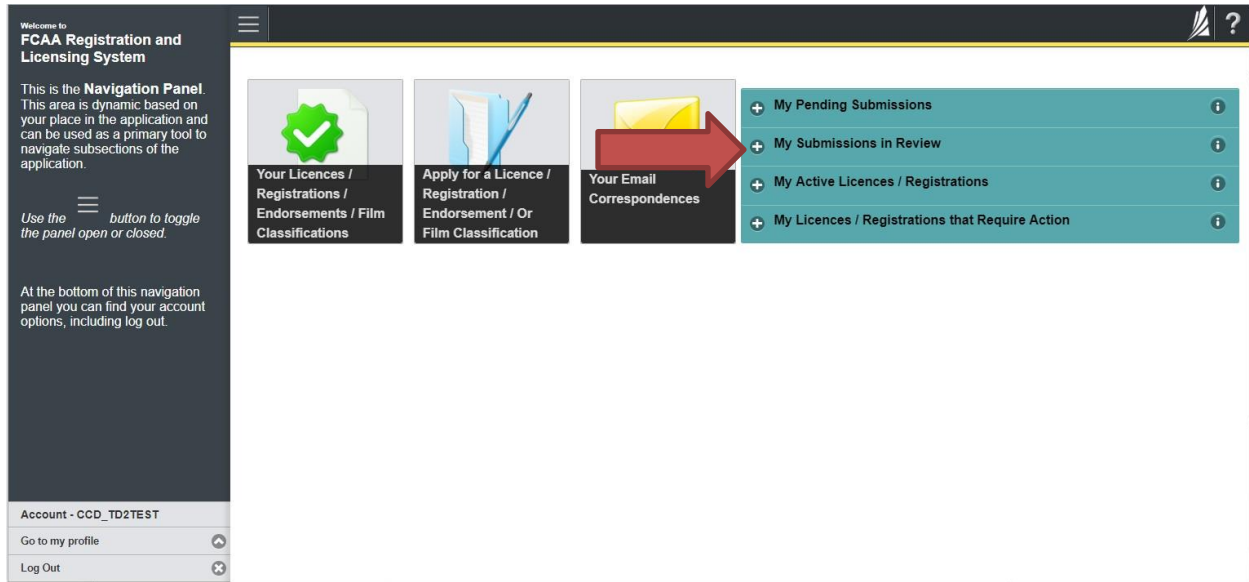 Welcome to
FCAA Registration and
Licensing System
This is the Navigation Panel.
This area is dynamic based on
your place in the application and
can be used as a primary tool to
navigate subsections of the
application.
Use the button to toggle
the panel open or closed.
At the bottom of this navigation
panel you can find your account
options, including log out.
Account - CCD_TD2TEST
Go to my profile
Log Out
?
Your Licences /
Registrations /
Endorsements / Film
Classifications
Apply for a Licence /
Registration /
Endorsement / Or
Film Classification
Your Email
Correspondences
My Pending Submissions
My Submissions in Review
My Active Licences / Registrations
My Licences / Registrations that Require Action